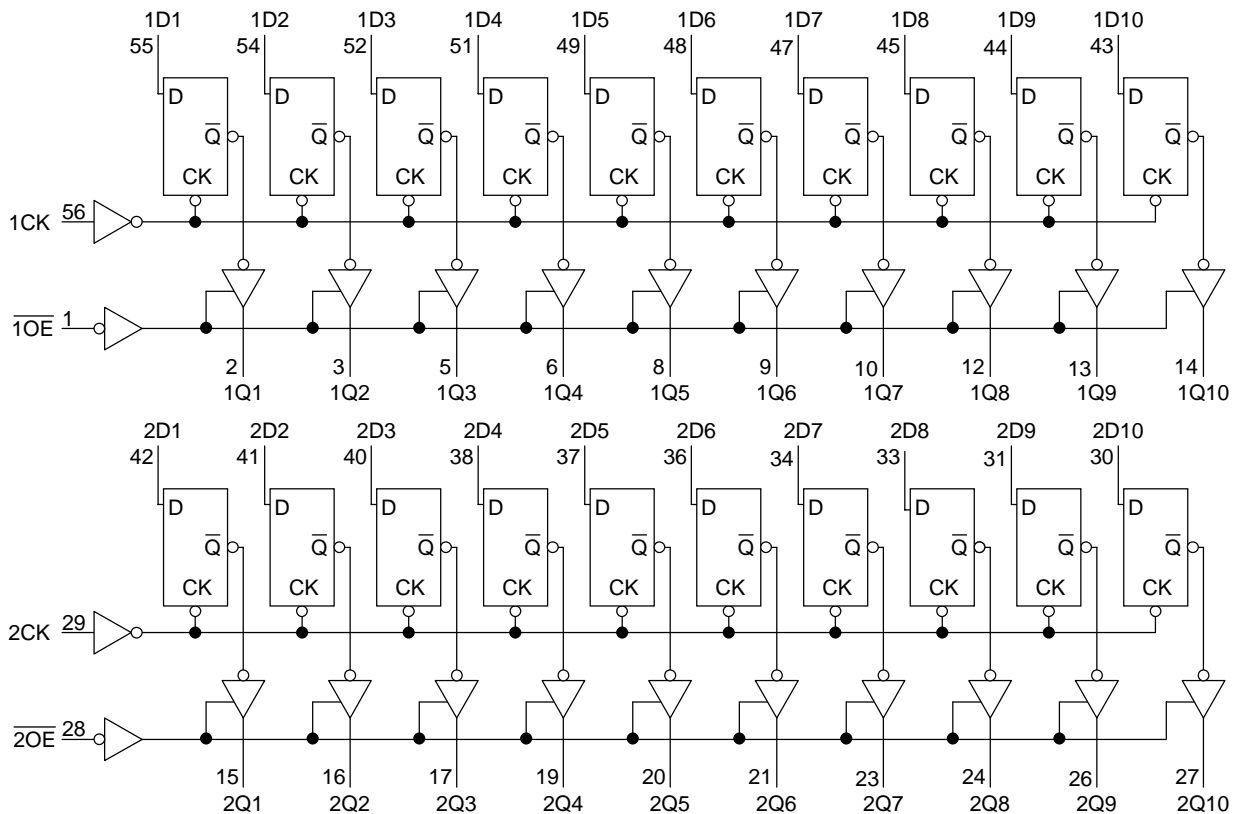 1D1 1D2 1D3 1D4 1D5 1D6 1D7 1D8 1D9 1D10
55 54 52 51 49 48 47 45 44 43
D D D D D D D D D D
Q̅ Q̅ Q̅ Q̅ Q̅ Q̅ Q̅ Q̅ Q̅ Q̅
CK CK CK CK CK CK CK CK CK CK
1CK 56
1̅O̅E̅ 1
2 3 5 6 8 9 10 12 13 14
1Q1 1Q2 1Q3 1Q4 1Q5 1Q6 1Q7 1Q8 1Q9 1Q10
2D1 2D2 2D3 2D4 2D5 2D6 2D7 2D8 2D9 2D10
42 41 40 38 37 36 34 33 31 30
D D D D D D D D D D
Q̅ Q̅ Q̅ Q̅ Q̅ Q̅ Q̅ Q̅ Q̅ Q̅
CK CK CK CK CK CK CK CK CK CK
2CK 29
2̅O̅E̅ 28
15 16 17 19 20 21 23 24 26 27
2Q1 2Q2 2Q3 2Q4 2Q5 2Q6 2Q7 2Q8 2Q9 2Q10